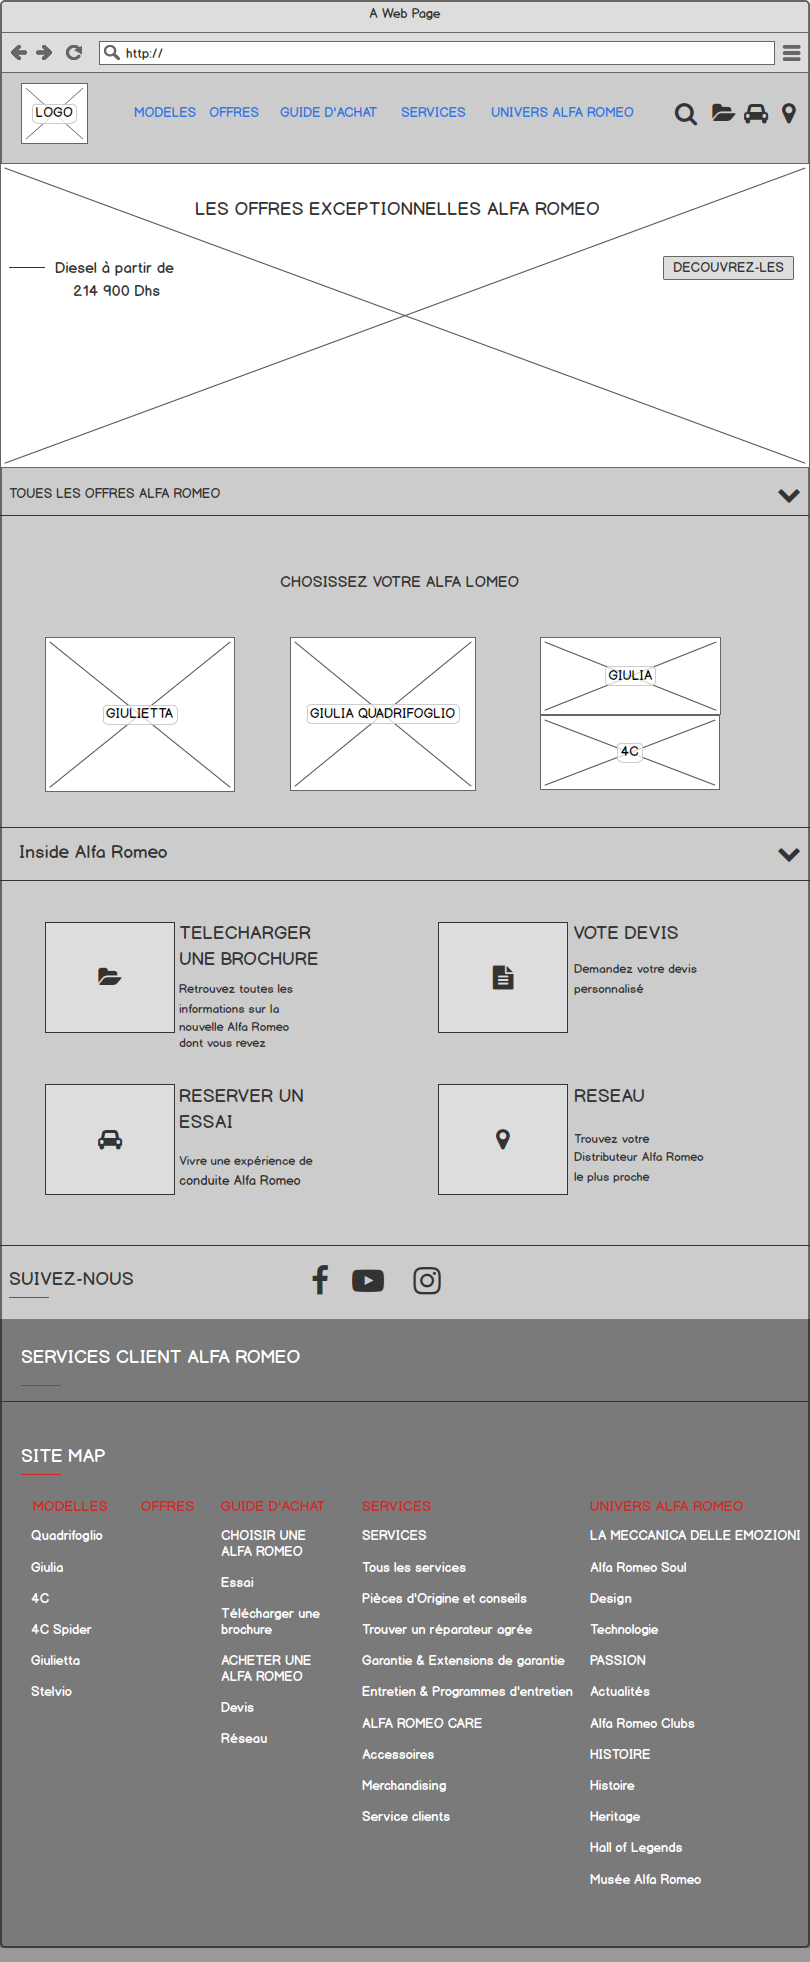 A Web Page
http://
LOGO
MODELES OFFRES GUIDE D'ACHAT SERVICES UNIVERS ALFA ROMEO
LES OFFRES EXCEPTIONNELLES ALFA ROMEO
Diesel à partir de
214 900 Dhs
DECOUVREZ-LES
TOUES LES OFFRES ALFA ROMEO
CHOSISSEZ VOTRE ALFA LOMEO
GIULIETTA
GIULIA QUADRIFOGLIO
GIULIA
4C
Inside Alfa Romeo
TELECHARGER
UNE BROCHURE
Retrouvez toutes les
informations sur la
nouvelle Alfa Romeo
dont vous revez
VOTE DEVIS
Demandez votre devis
personnalisé
RESERVER UN
ESSAI
Vivre une expérience de
conduite Alfa Romeo
RESEAU
Trouvez votre
Distributeur Alfa Romeo
le plus proche
SUIVEZ-NOUS
SERVICES CLIENT ALFA ROMEO
SITE MAP
MODELLES
Quadrifoglio
Giulia
4C
4C Spider
Giulietta
Stelvio
OFFRES
GUIDE D'ACHAT
CHOISIR UNE
ALFA ROMEO
Essai
Télécharger une
brochure
ACHETER UNE
ALFA ROMEO
Devis
Réseau
SERVICES
SERVICES
Tous les services
Pièces d'Origine et conseils
Trouver un réparateur agrée
Garantie & Extensions de garantie
Entretien & Programmes d'entretien
ALFA ROMEO CARE
Accessoires
Merchandising
Service clients
UNIVERS ALFA ROMEO
LA MECCANICA DELLE EMOZIONI
Alfa Romeo Soul
Design
Technologie
PASSION
Actualités
Alfa Romeo Clubs
HISTOIRE
Histoire
Heritage
Hall of Legends
Musée Alfa Romeo